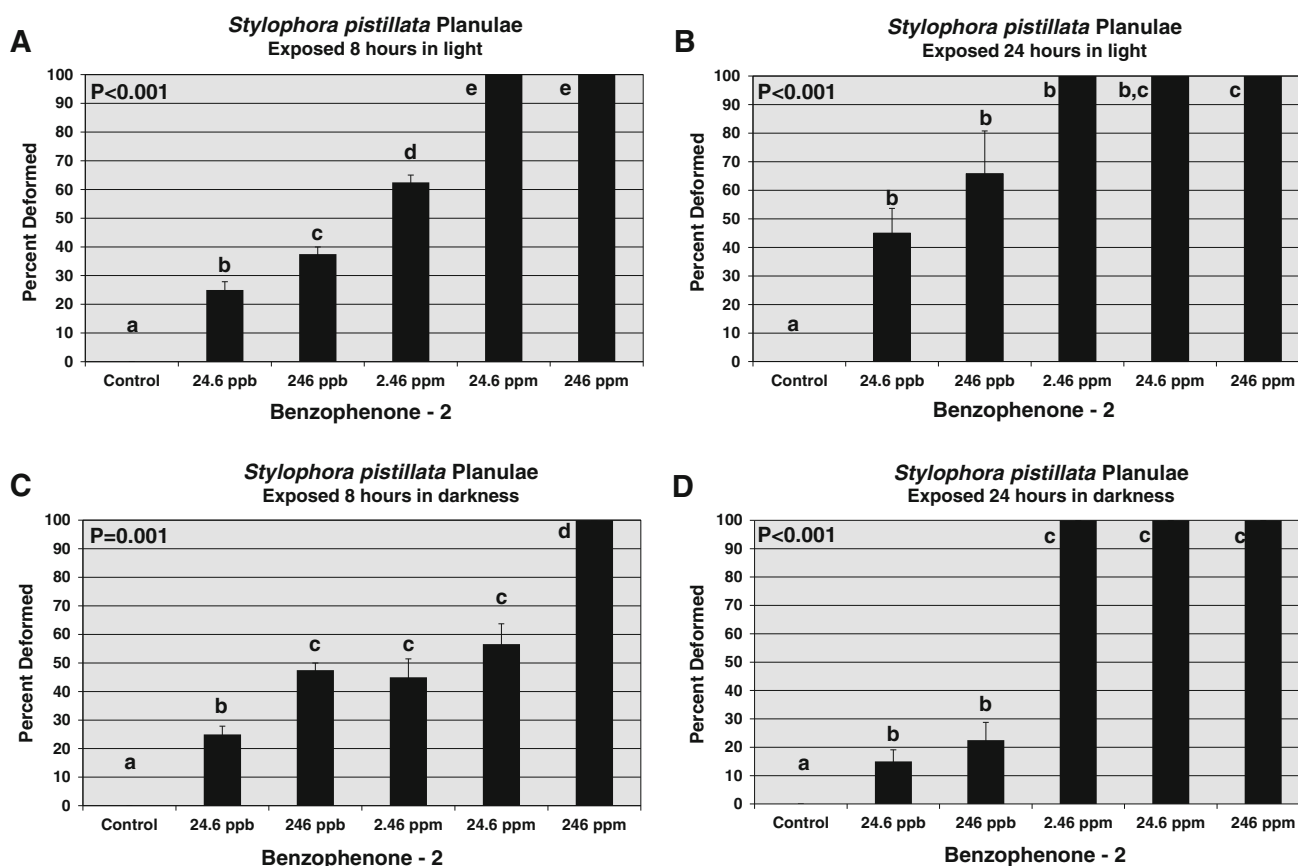 A
Stylophora pistillata Planulae
Exposed 8 hours in light
P<0.001
Percent Deformed
100
90
80
70
60
50
40
30
20
10
0
a
b
c
d
e
e
Control 24.6 ppb 246 ppb 2.46 ppm 24.6 ppm 246 ppm
Benzophenone - 2
B
Stylophora pistillata Planulae
Exposed 24 hours in light
P<0.001
Percent Deformed
100
90
80
70
60
50
40
30
20
10
0
a
b
b
b
b,c
c
Control 24.6 ppb 246 ppb 2.46 ppm 24.6 ppm 246 ppm
Benzophenone - 2
C
Stylophora pistillata Planulae
Exposed 8 hours in darkness
P=0.001
Percent Deformed
100
90
80
70
60
50
40
30
20
10
0
a
b
c
c
c
d
Control 24.6 ppb 246 ppb 2.46 ppm 24.6 ppm 246 ppm
Benzophenone - 2
D
Stylophora pistillata Planulae
Exposed 24 hours in darkness
P<0.001
Percent Deformed
100
90
80
70
60
50
40
30
20
10
0
a
b
b
c
c
c
Control 24.6 ppb 246 ppb 2.46 ppm 24.6 ppm 246 ppm
Benzophenone - 2